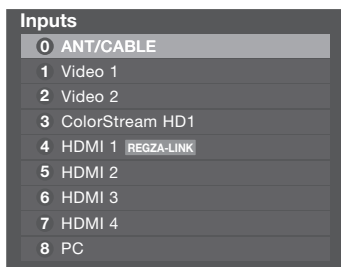 Inputs
0 ANT/CABLE
1 Video 1
2 Video 2
3 ColorStream HD1
4 HDMI 1 REGZA-LINK
5 HDMI 2
6 HDMI 3
7 HDMI 4
8 PC